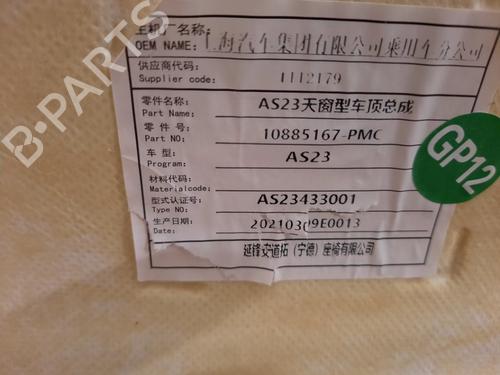 主机厂名称:
OEM NAME: 上海汽车集团有限公司乘用车分公司
供应商代码:
Supplier code: 1112179
零件名称: AS23天窗型车顶总成
Part Name:
零 件 号: 10885167-PMC
Part NO:
车 型: AS23
Program:
材料代码:
Materialcode:
型式认证号: AS23433001
Type NO:
生产日期: 20210309E0013
Date:
延锋安道拓（宁德）座椅有限公司
GP12
B-PARTS
B-PARTS
B-PARTS